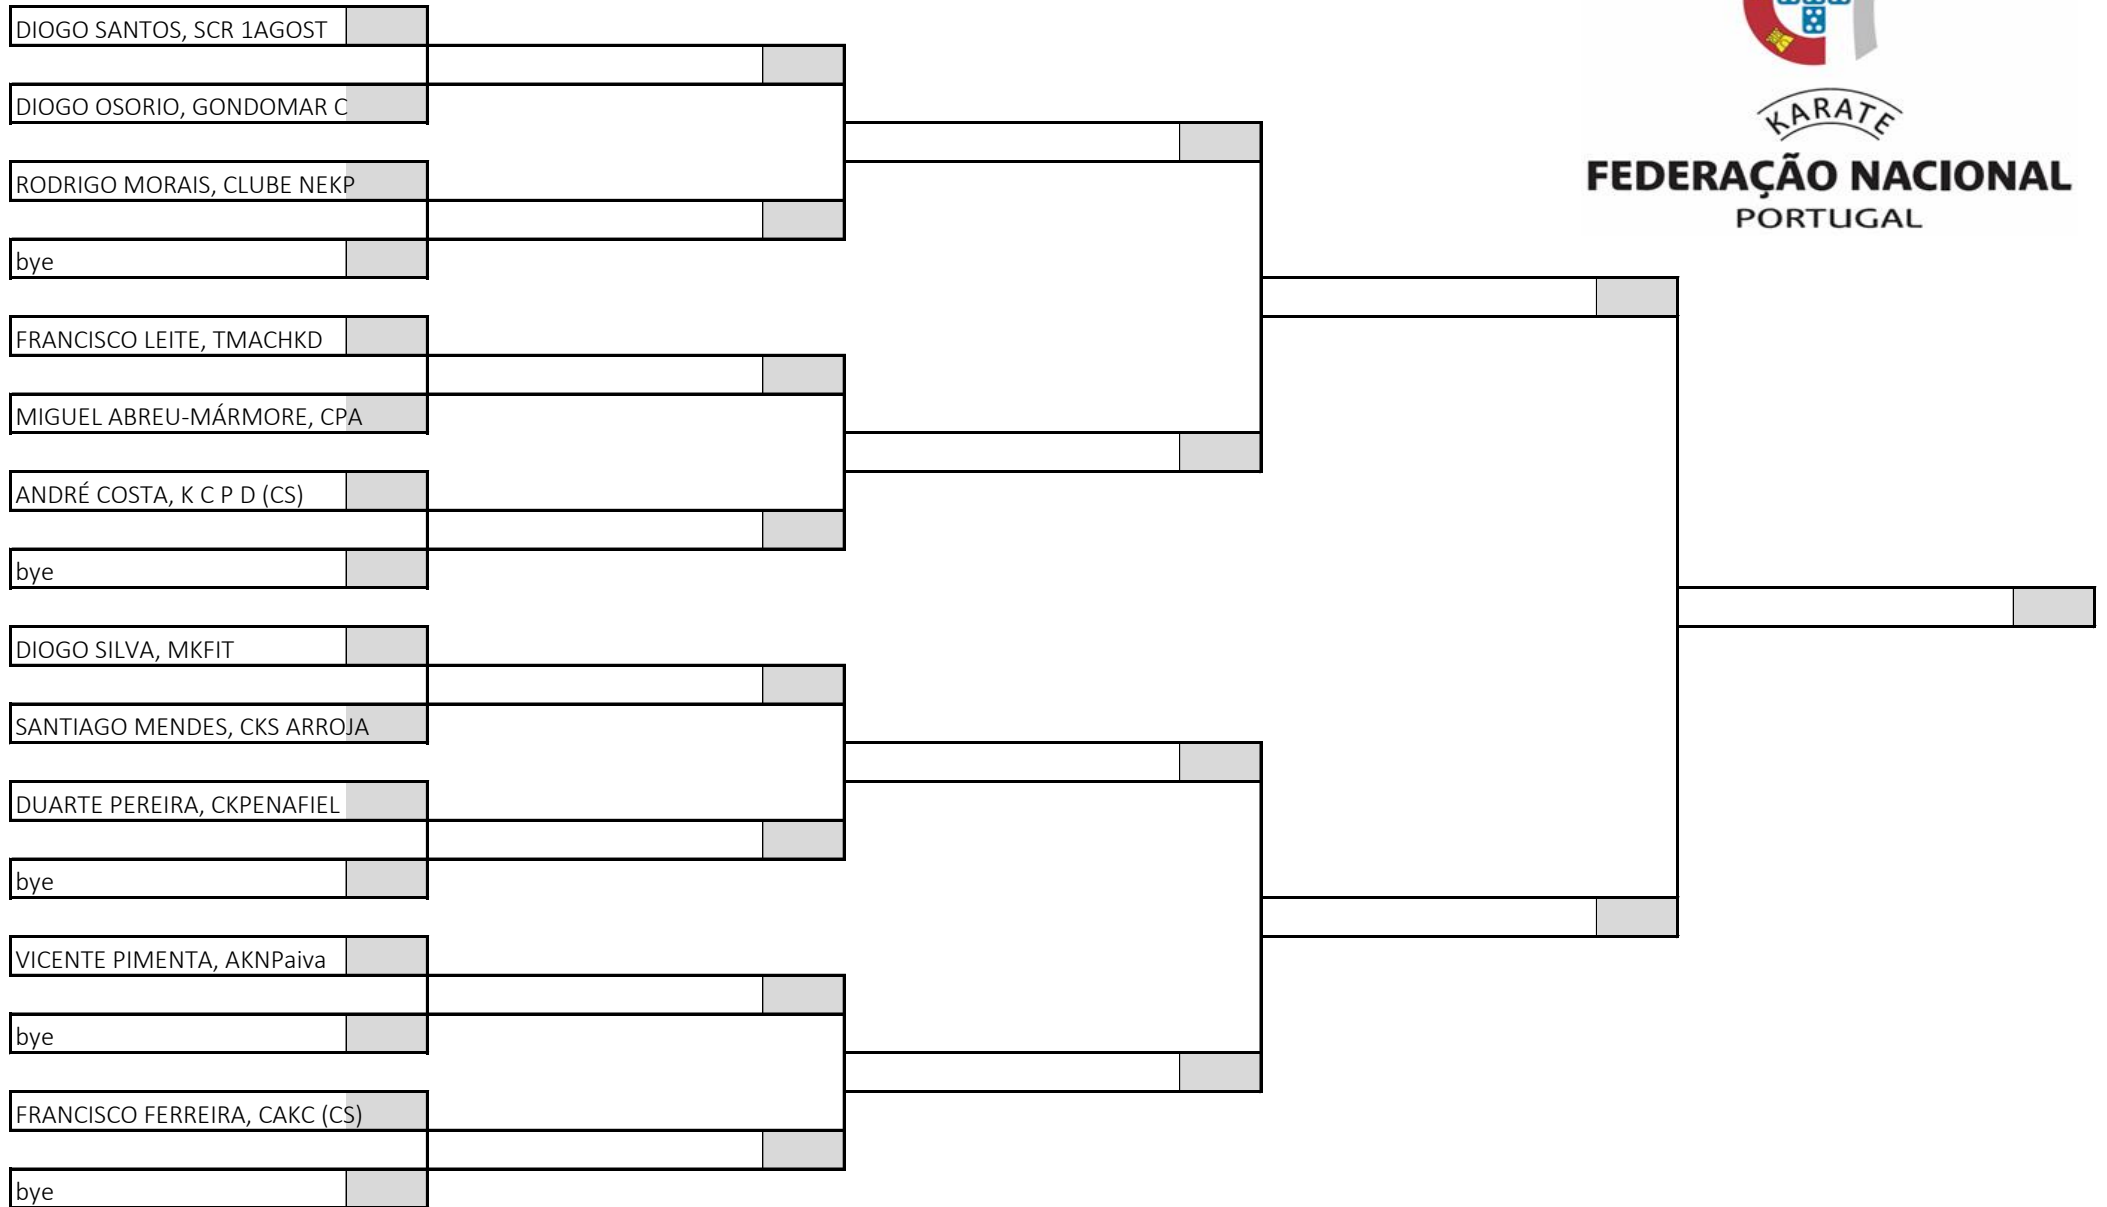 DIOGO SANTOS, SCR 1AGOST
DIOGO OSORIO, GONDOMAR C
RODRIGO MORAIS, CLUBE NEKP
bye
FRANCISCO LEITE, TMACHKD
MIGUEL ABREU-MÁRMORE, CPA
ANDRÉ COSTA, K C P D (CS)
bye
DIOGO SILVA, MKFIT
SANTIAGO MENDES, CKS ARROJA
DUARTE PEREIRA, CKPENAFIEL
bye
VICENTE PIMENTA, AKNPaiva
bye
FRANCISCO FERREIRA, CAKC (CS)
bye
KARATE
FEDERAÇÃO NACIONAL
PORTUGAL